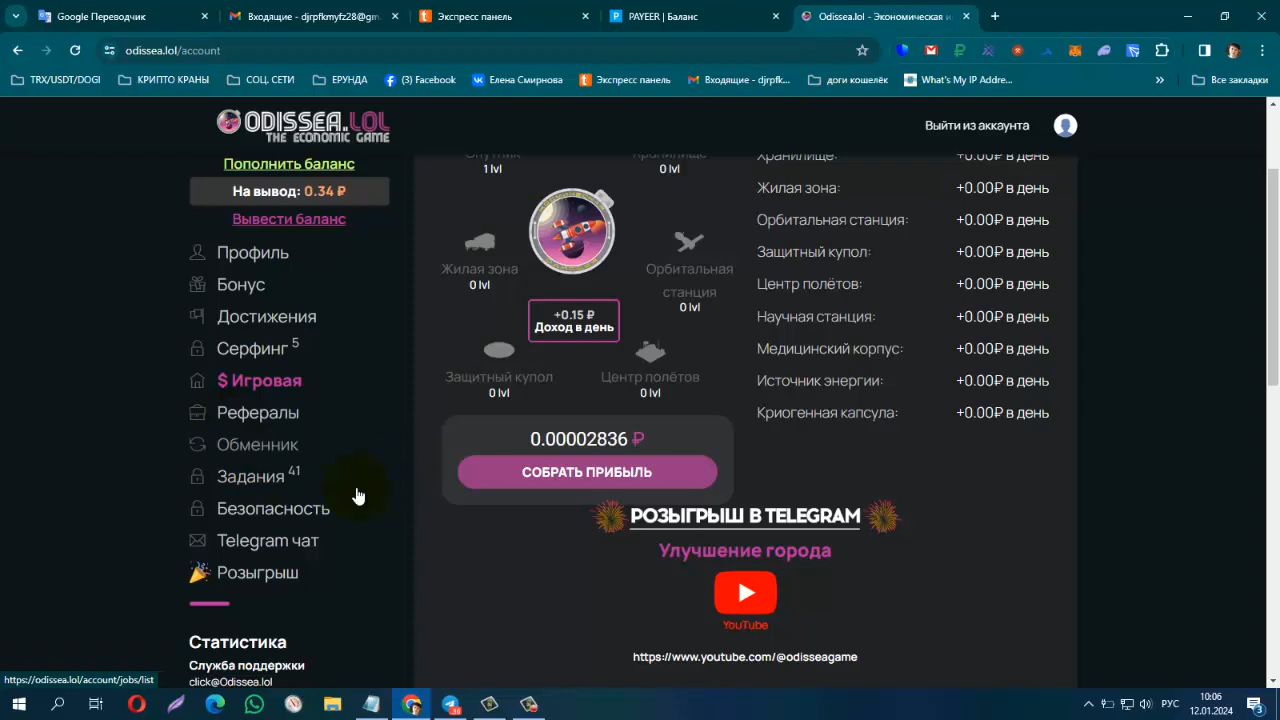 Google Переводчик
Входящие - djrpfkmyfz28@gm
Экспресс панель
PAYEER | Баланс
Odissea.lol - Экономическая и
odissea.lol/account
TRX/USDT/DOGI
КРИПТО КРАНЫ
СОЦ. СЕТИ
ЕРУНДА
(3) Facebook
Елена Смирнова
Экспресс панель
Входящие - djrpfk...
доги кошелёк
What's My IP Addre...
Все закладки
ODISSEA.LOL
THE ECONOMIC GAME
Выйти из аккаунта
Пополнить баланс
На вывод: 0.34 ₽
Вывести баланс
Профиль
Бонус
Достижения
Серфинг 5
$ Игровая
Рефералы
Обменник
Задания 41
Безопасность
Telegram чат
Розыгрыш
Статистика
Служба поддержки
click@Odissea.lol
Спутник
1 lvl
Хранилище
0 lvl
Жилая зона
0 lvl
Орбитальная
станция
0 lvl
+0.15 ₽
Доход в день
Защитный купол
0 lvl
Центр полётов
0 lvl
0.00002836 ₽
СОБРАТЬ ПРИБЫЛЬ
Хранилище: +0.00₽ в день
Жилая зона: +0.00₽ в день
Орбитальная станция: +0.00₽ в день
Защитный купол: +0.00₽ в день
Центр полётов: +0.00₽ в день
Научная станция: +0.00₽ в день
Медицинский корпус: +0.00₽ в день
Источник энергии: +0.00₽ в день
Криогенная капсула: +0.00₽ в день
РОЗЫГРЫШ В TELEGRAM
Улучшение города
YouTube
https://www.youtube.com/@odisseagame
https://odissea.lol/account/jobs/list
РУС
10:06
12.01.2024